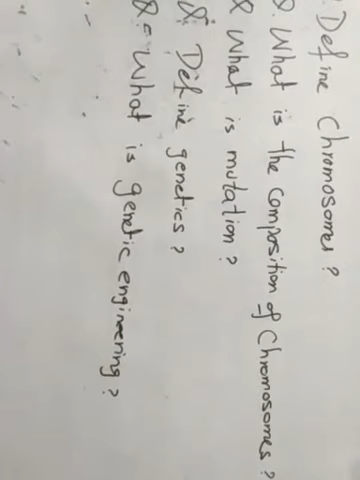 . Define Chromosomes?
Q. What is the composition of Chromosomes?
Q What is mutation?
Q. Define genetics?
Q. What is genetic engineering?